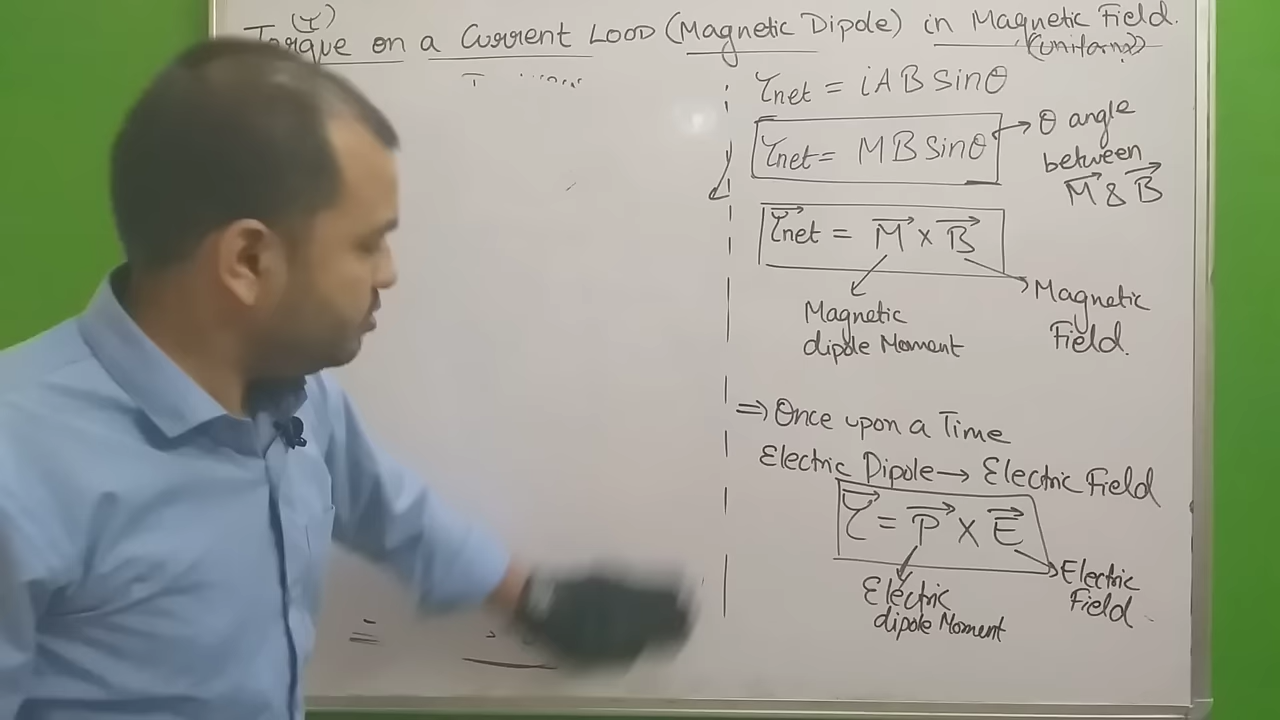 (τ)
Torque on a Current Loop (Magnetic Dipole) in Magnetic Field.
(Uniform)
τnet = iAB sinθ
τnet = MB sinθ → θ angle
between
M⃗ & B⃗
τ⃗net = M⃗ × B⃗
Magnetic
dipole Moment
Magnetic
Field.
⇒ Once upon a Time
Electric Dipole → Electric Field
τ⃗ = P⃗ × E⃗
Electric
dipole Moment
Electric
Field